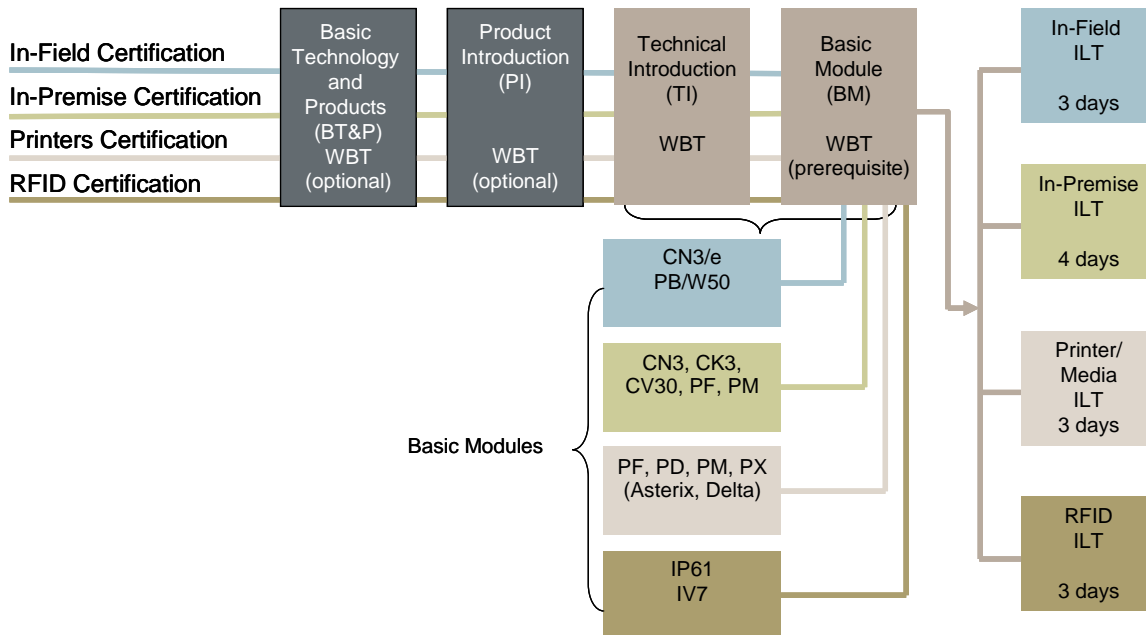 In-Field Certification
In-Premise Certification
Printers Certification
RFID Certification
Basic
Technology
and
Products
(BT&P)
WBT
(optional)
Product
Introduction
(PI)
WBT
(optional)
Technical
Introduction
(TI)
WBT
Basic
Module
(BM)
WBT
(prerequisite)
In-Field
ILT
3 days
In-Premise
ILT
4 days
Printer/
Media
ILT
3 days
RFID
ILT
3 days
Basic Modules
CN3/e
PB/W50
CN3, CK3,
CV30, PF, PM
PF, PD, PM, PX
(Asterix, Delta)
IP61
IV7